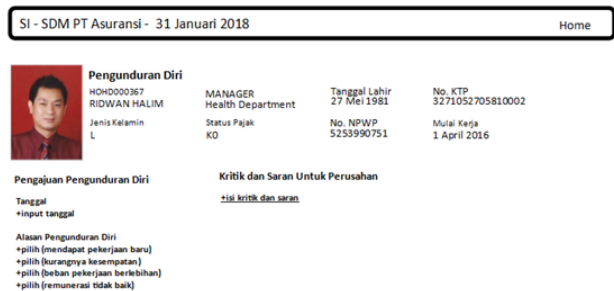 SI - SDM PT Asuransi - 31 Januari 2018
Home
Pengunduran Diri
HOHD000367
RIDWAN HALIM
MANAGER
Health Department
Tanggal Lahir
27 Mei 1981
No. KTP
3271052705810002
Jenis Kelamin
L
Status Pajak
K0
No. NPWP
5253990751
Mulai Kerja
1 April 2016
Pengajuan Pengunduran Diri
Tanggal
+input tanggal
Alasan Pengunduran Diri
+pilih (mendapat pekerjaan baru)
+pilih (kurangnya kesempatan)
+pilih (beban pekerjaan berlebihan)
+pilih (remunerasi tidak baik)
Kritik dan Saran Untuk Perusahan
+isi kritik dan saran